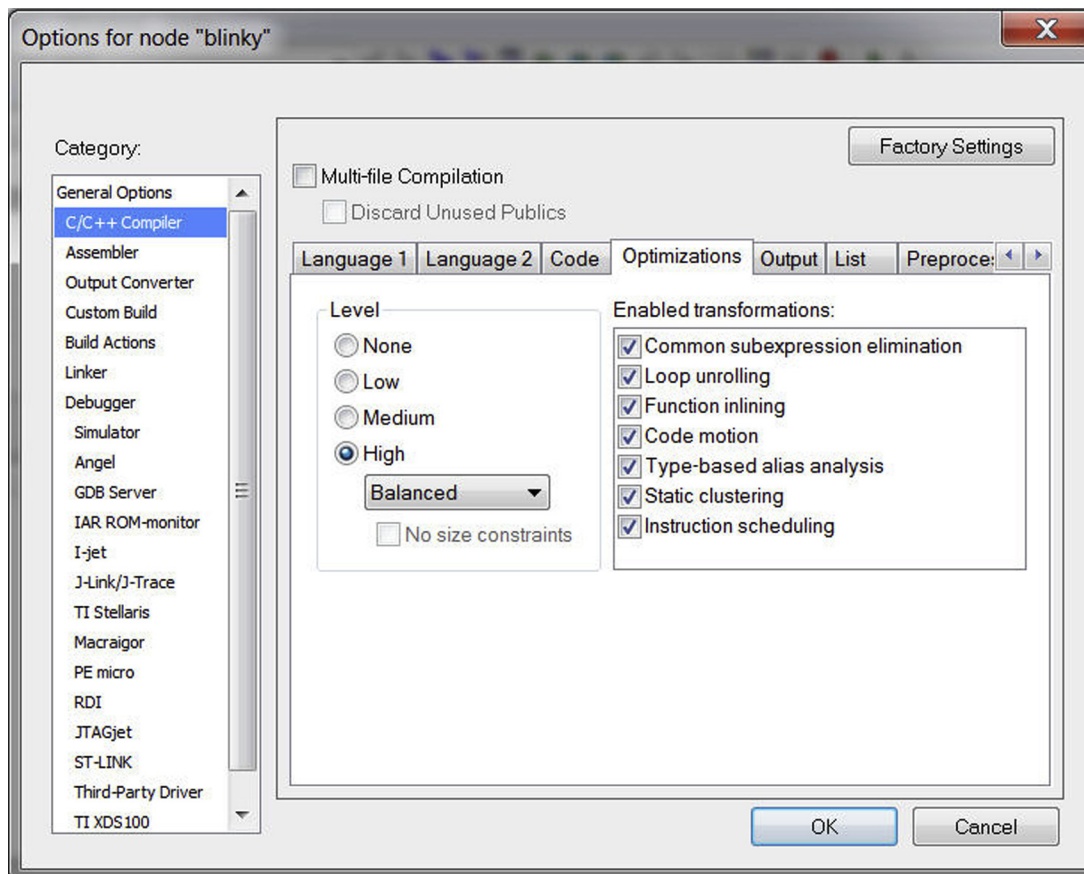 Options for node "blinky"
Category:
General Options
C/C++ Compiler
Assembler
Output Converter
Custom Build
Build Actions
Linker
Debugger
Simulator
Angel
GDB Server
IAR ROM-monitor
I-jet
J-Link/J-Trace
TI Stellaris
Macraigor
PE micro
RDI
JTAGjet
ST-LINK
Third-Party Driver
TI XDS100
Factory Settings
Multi-file Compilation
Discard Unused Publics
Language 1 Language 2 Code Optimizations Output List
Level
None
Low
Medium
High
Balanced
No size constraints
Enabled transformations:
Common subexpression elimination
Loop unrolling
Function inlining
Code motion
Type-based alias analysis
Static clustering
Instruction scheduling
OK Cancel